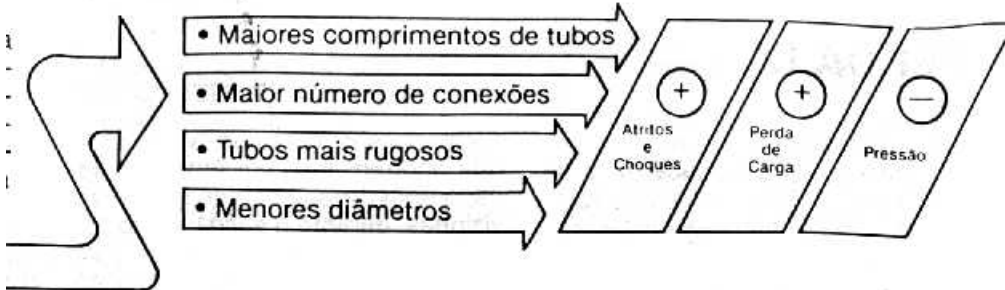 • Maiores comprimentos de tubos
• Maior número de conexões
• Tubos mais rugosos
• Menores diâmetros
+
Atritos
e
Choques
+
Perda
de
Carga
—
Pressão